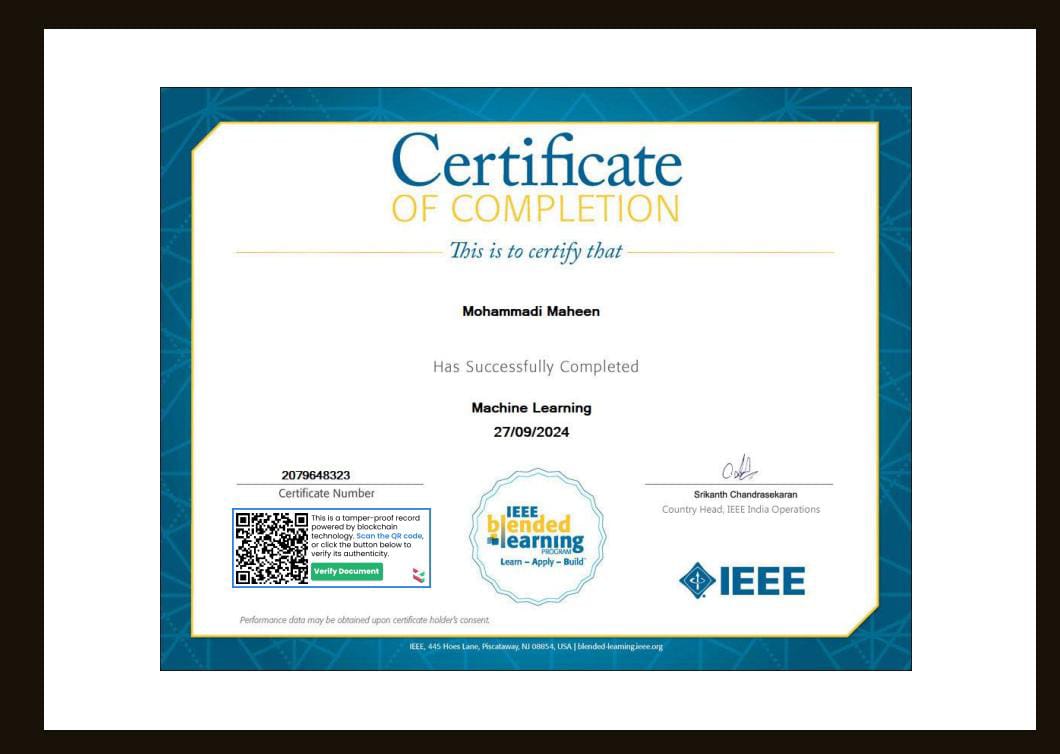 Certificate
OF COMPLETION
This is to certify that
Mohammadi Maheen
Has Successfully Completed
Machine Learning
27/09/2024
2079648323
Certificate Number
This is a tamper-proof record
powered by blockchain
technology. Scan the QR code,
or click the button below to
verify its authenticity.
Verify Document
IEEE
blended
learning
PROGRAM
Learn – Apply – Build
Srikanth Chandrasekaran
Country Head, IEEE India Operations
IEEE
Performance data may be obtained upon certificate holder's consent.
IEEE, 445 Hoes Lane, Piscataway, NJ 08854, USA | blended-learning.ieee.org